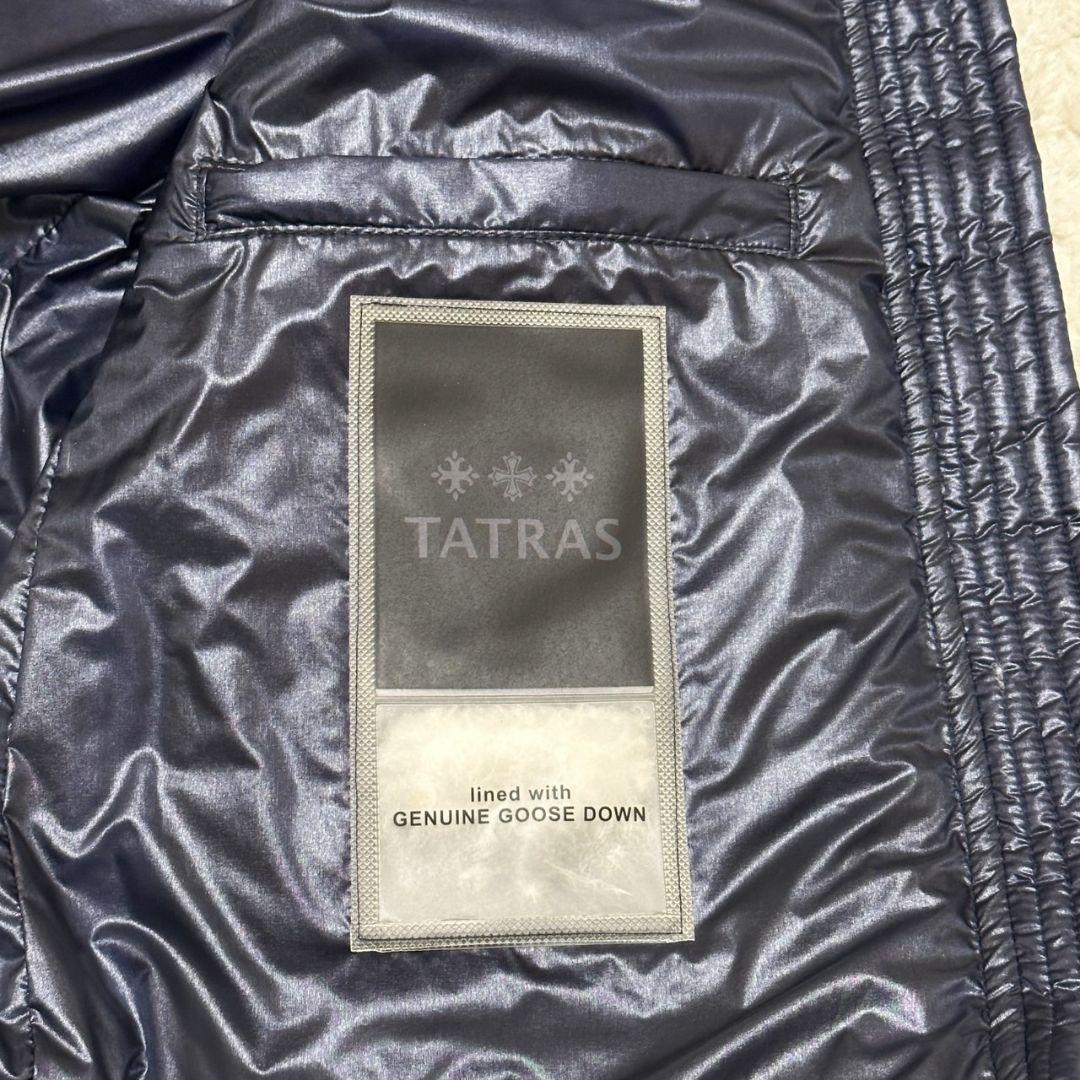 TATRAS
lined with
GENUINE GOOSE DOWN